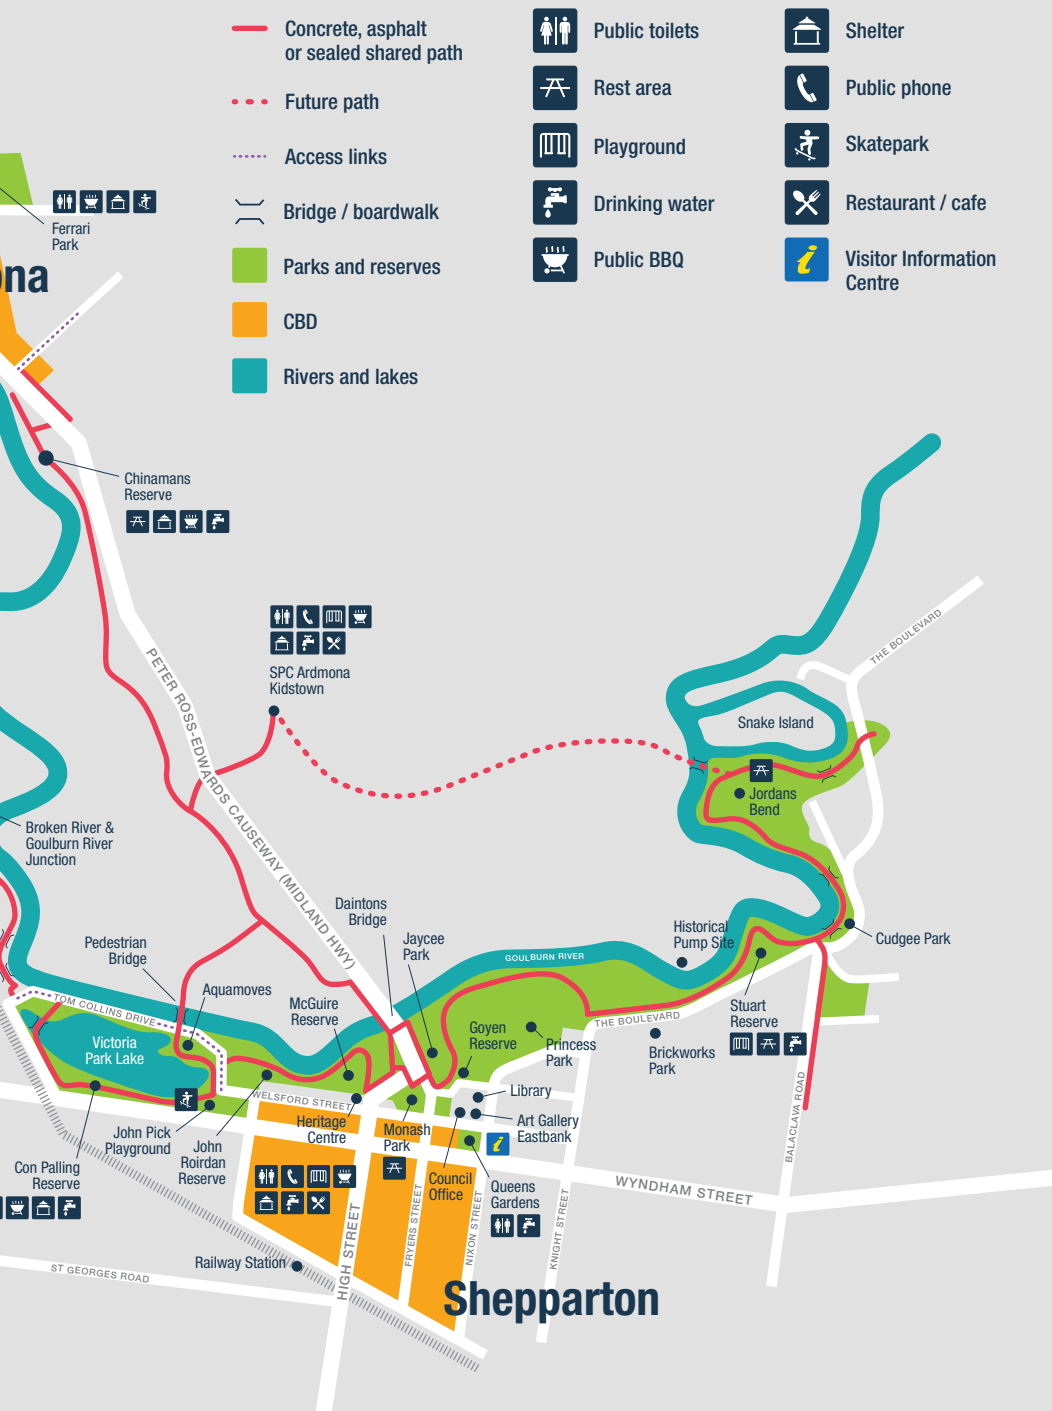 Concrete, asphalt
or sealed shared path
Future path
Access links
Bridge / boardwalk
Parks and reserves
CBD
Rivers and lakes
Public toilets
Rest area
Playground
Drinking water
Public BBQ
Shelter
Public phone
Skatepark
Restaurant / cafe
Visitor Information
Centre
Ferrari
Park
na
Chinamans
Reserve
PETER ROSS-EDWARDS CAUSEWAY (MIDLAND HWY)
SPC Ardmona
Kidstown
THE BOULEVARD
Snake Island
Jordans
Bend
Broken River &
Goulburn River
Junction
Daintons
Bridge
Jaycee
Park
Pedestrian
Bridge
Historical
Pump Site
Cudgee Park
GOULBURN RIVER
Aquamoves
TOM COLLINS DRIVE
McGuire
Reserve
Stuart
Reserve
THE BOULEVARD
Goyen
Reserve
Princess
Park
Brickworks
Park
Victoria
Park Lake
Library
WELSFORD STREET
Heritage
Centre
Monash
Park
Art Gallery
Eastbank
BALACLAVA ROAD
John Pick
Playground
John
Roirdan
Reserve
Con Palling
Reserve
Council
Office
Queens
Gardens
WYNDHAM STREET
HIGH STREET
FRYERS STREET
NIXON STREET
KNIGHT STREET
Railway Station
ST GEORGES ROAD
Shepparton